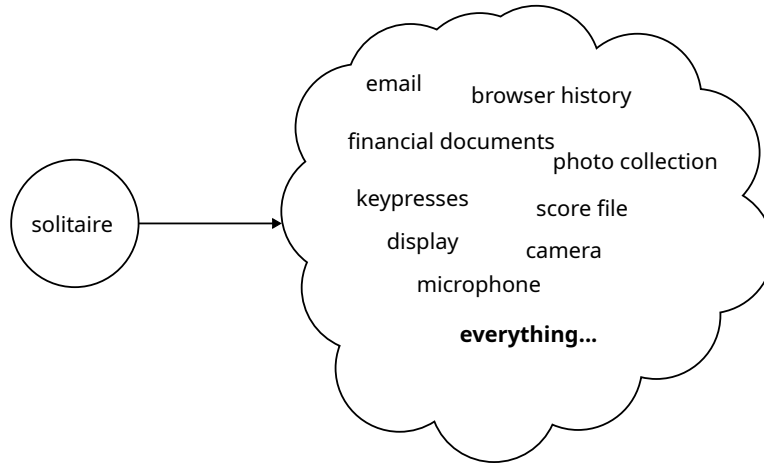 email
browser history
financial documents
photo collection
keypresses
score file
solitaire
display
camera
microphone
everything...